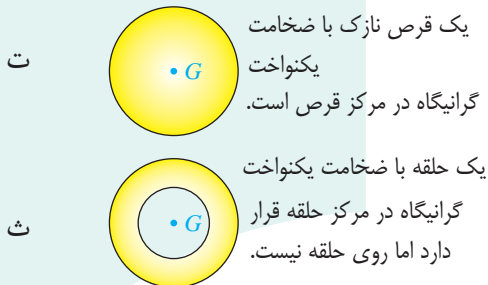 یک قرص نازک با ضخامت
یکنواخت
گرانیگاه در مرکز قرص است.
G
ت
یک حلقه با ضخامت یکنواخت
گرانیگاه در مرکز حلقه قرار
دارد اما روی حلقه نیست.
G
ث